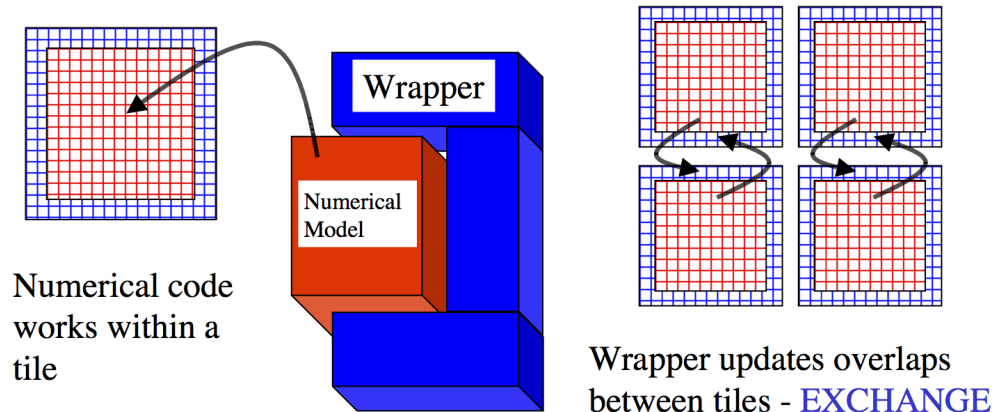 Wrapper
Numerical
Model
Numerical code
works within a
tile
Wrapper updates overlaps
between tiles - EXCHANGE